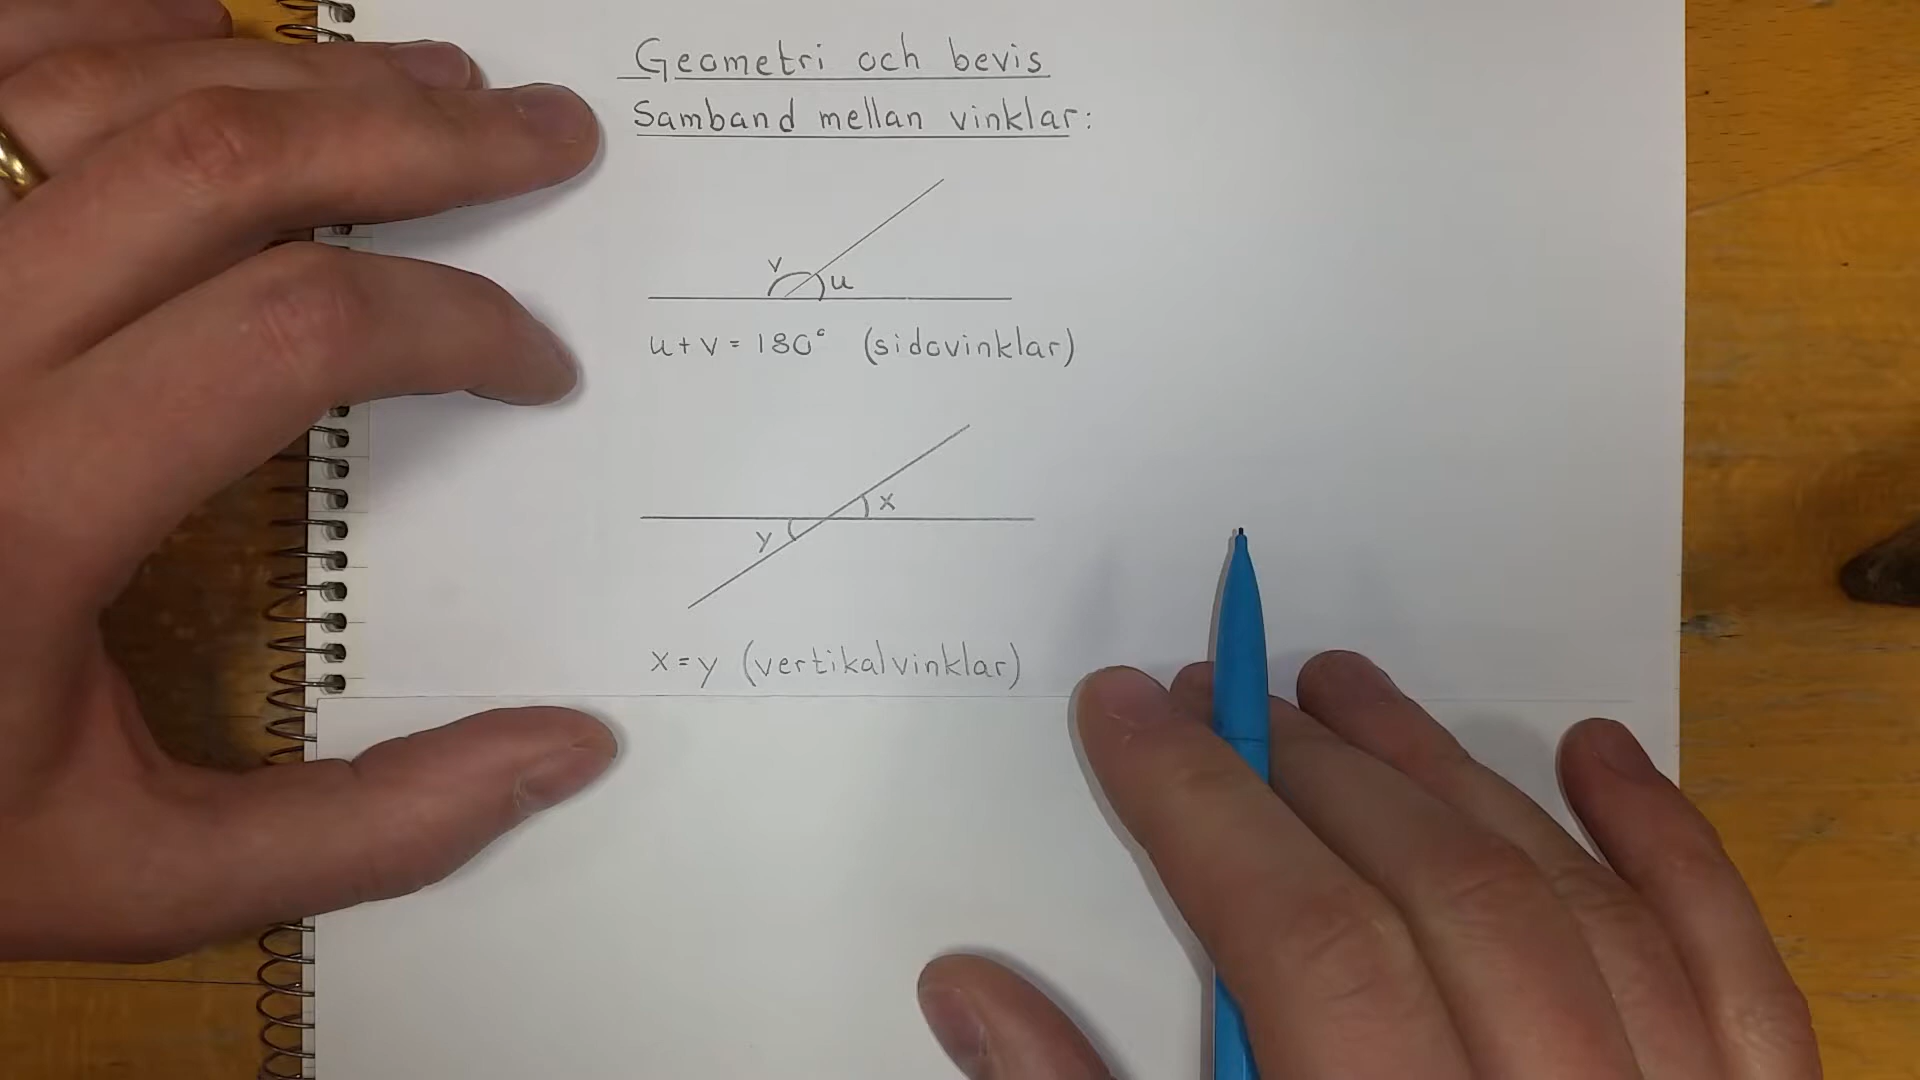 Geometri och bevis
Samband mellan vinklar:
v
u
u+v = 180° (sidovinklar)
x
y
x = y (vertikalvinklar)